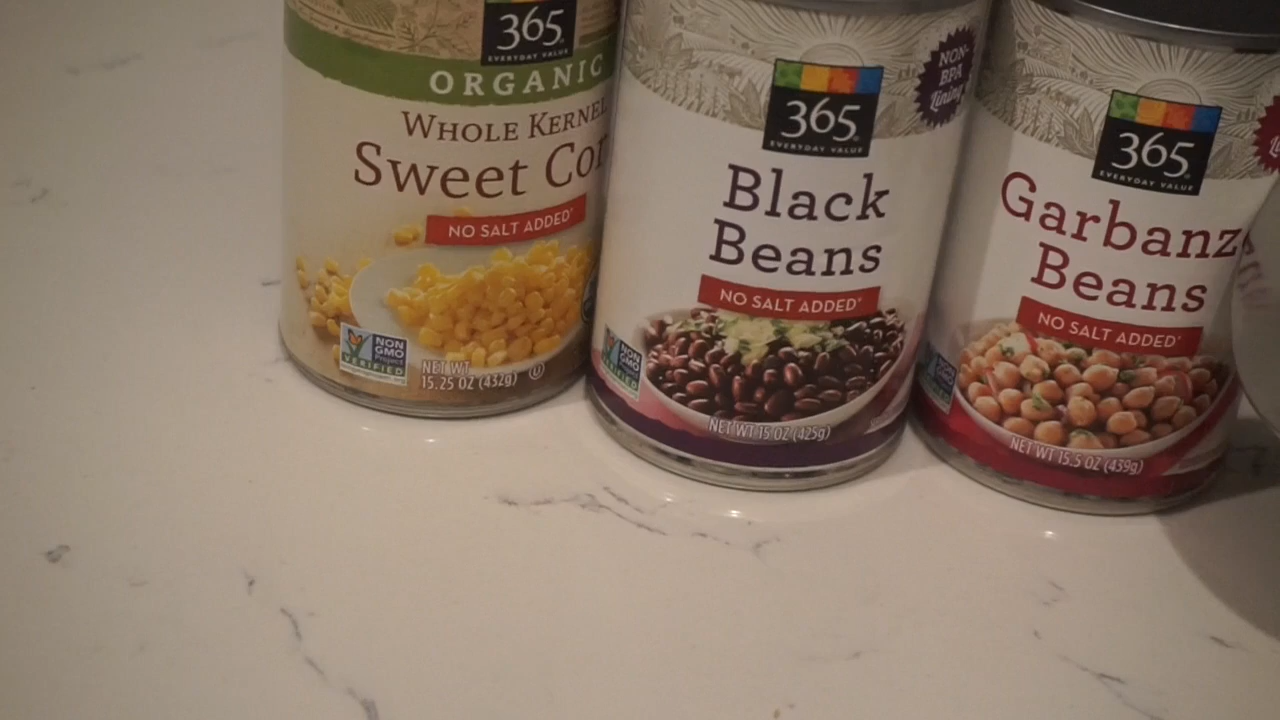 365
EVERYDAY VALUE
ORGANIC
WHOLE KERNEL
Sweet Cor
NO SALT ADDED*
NON
GMO
Project
VERIFIED
NET WT
15.25 OZ (432g)
365
EVERYDAY VALUE
NON-
BPA
Lining
Black
Beans
NO SALT ADDED*
NON
GMO
VERIFIED
NET WT 15 OZ (425g)
365
EVERYDAY VALUE
Garbanz
Beans
NO SALT ADDED*
NET WT 15.5 OZ (439g)